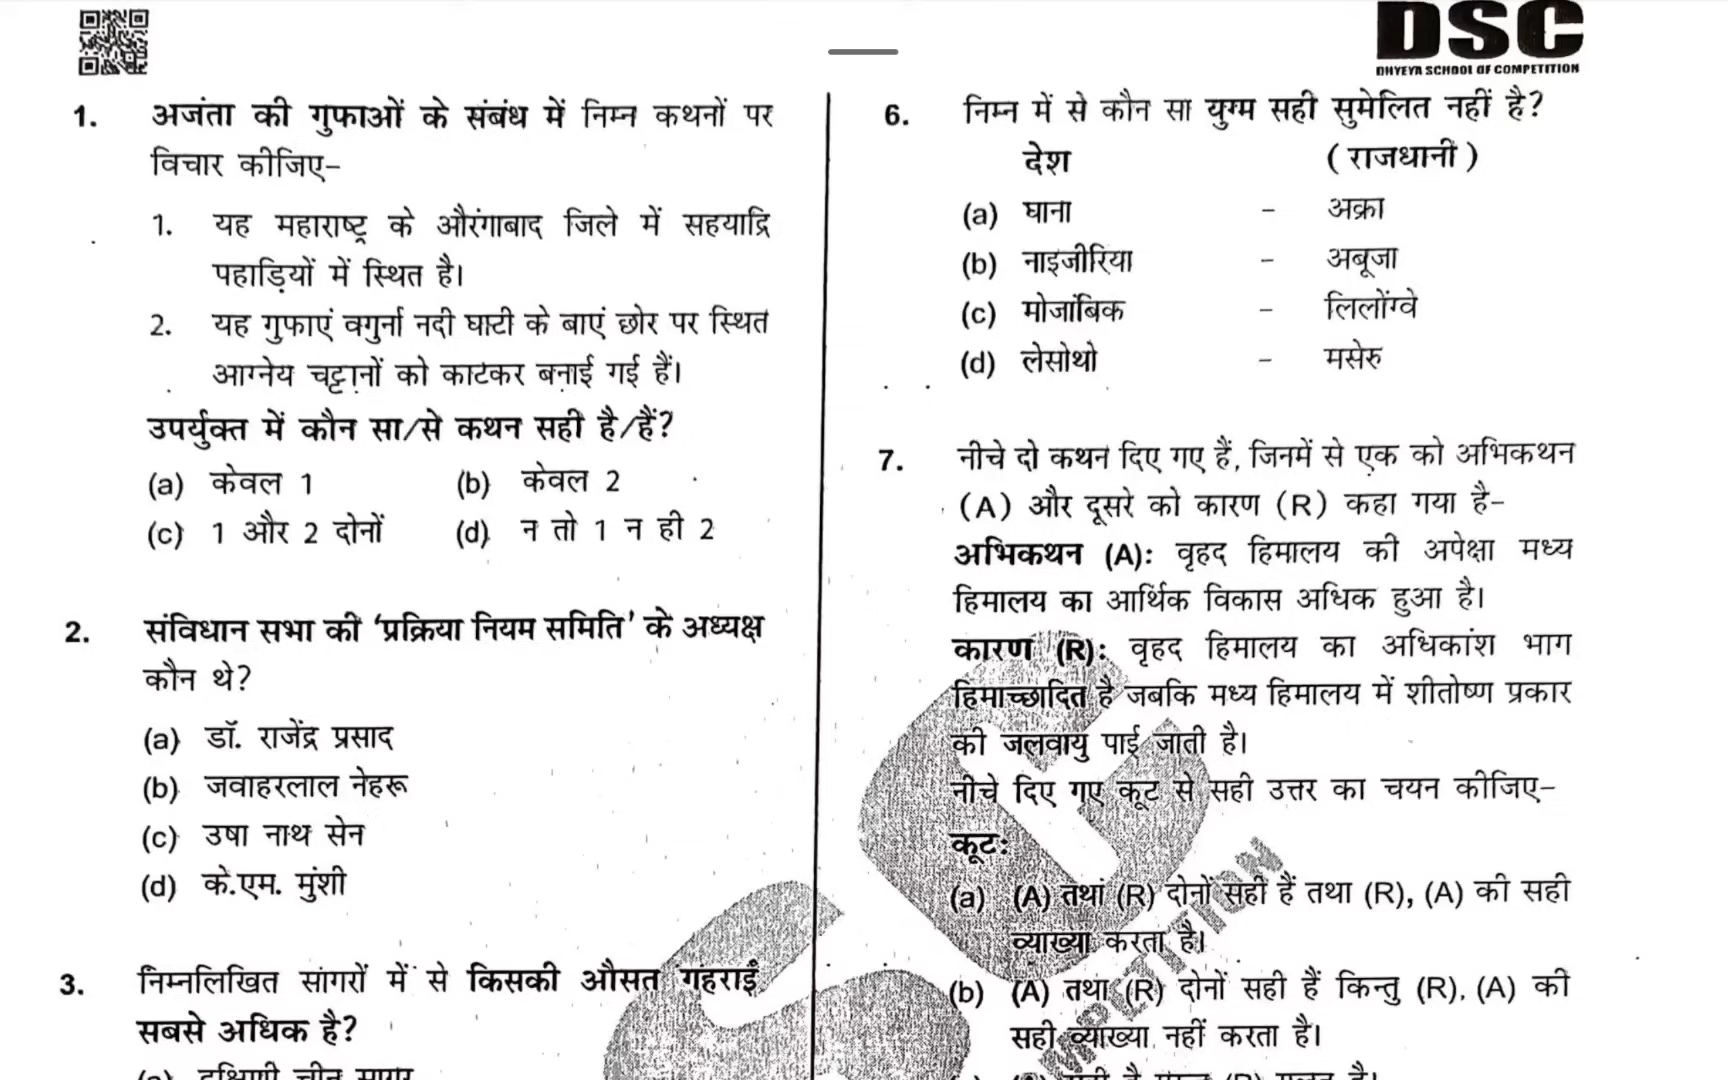 DSC
DHYEYA SCHOOL OF COMPETITION
1. अजंता की गुफाओं के संबंध में निम्न कथनों पर
विचार कीजिए–
1. यह महाराष्ट्र के औरंगाबाद जिले में सहयाद्रि
पहाड़ियों में स्थित है।
2. यह गुफाएं वगुर्ना नदी घाटी के बाएं छोर पर स्थित
आग्नेय चट्टानों को काटकर बनाई गई हैं।
उपर्युक्त में कौन सा/से कथन सही है/हैं?
(a) केवल 1 (b) केवल 2
(c) 1 और 2 दोनों (d) न तो 1 न ही 2
2. संविधान सभा की ‘प्रक्रिया नियम समिति’ के अध्यक्ष
कौन थे?
(a) डॉ. राजेंद्र प्रसाद
(b) जवाहरलाल नेहरू
(c) उषा नाथ सेन
(d) के.एम. मुंशी
3. निम्नलिखित सागरों में से किसकी औसत गहराई
सबसे अधिक है?
(a) दक्षिणी चीन सागर
6. निम्न में से कौन सा युग्म सही सुमेलित नहीं है?
देश (राजधानी)
(a) घाना – अक्रा
(b) नाइजीरिया – अबूजा
(c) मोजांबिक – लिलोंग्वे
(d) लेसोथो – मसेरु
7. नीचे दो कथन दिए गए हैं, जिनमें से एक को अभिकथन
(A) और दूसरे को कारण (R) कहा गया है–
अभिकथन (A): वृहद हिमालय की अपेक्षा मध्य
हिमालय का आर्थिक विकास अधिक हुआ है।
कारण (R): वृहद हिमालय का अधिकांश भाग
हिमाच्छादित है जबकि मध्य हिमालय में शीतोष्ण प्रकार
की जलवायु पाई जाती है।
नीचे दिए गए कूट से सही उत्तर का चयन कीजिए–
कूट:
(a) (A) तथा (R) दोनों सही हैं तथा (R), (A) की सही
व्याख्या करता है।
(b) (A) तथा (R) दोनों सही हैं किन्तु (R), (A) की
सही व्याख्या नहीं करता है।
(c) (A) सही है परन्तु (R) गलत है।